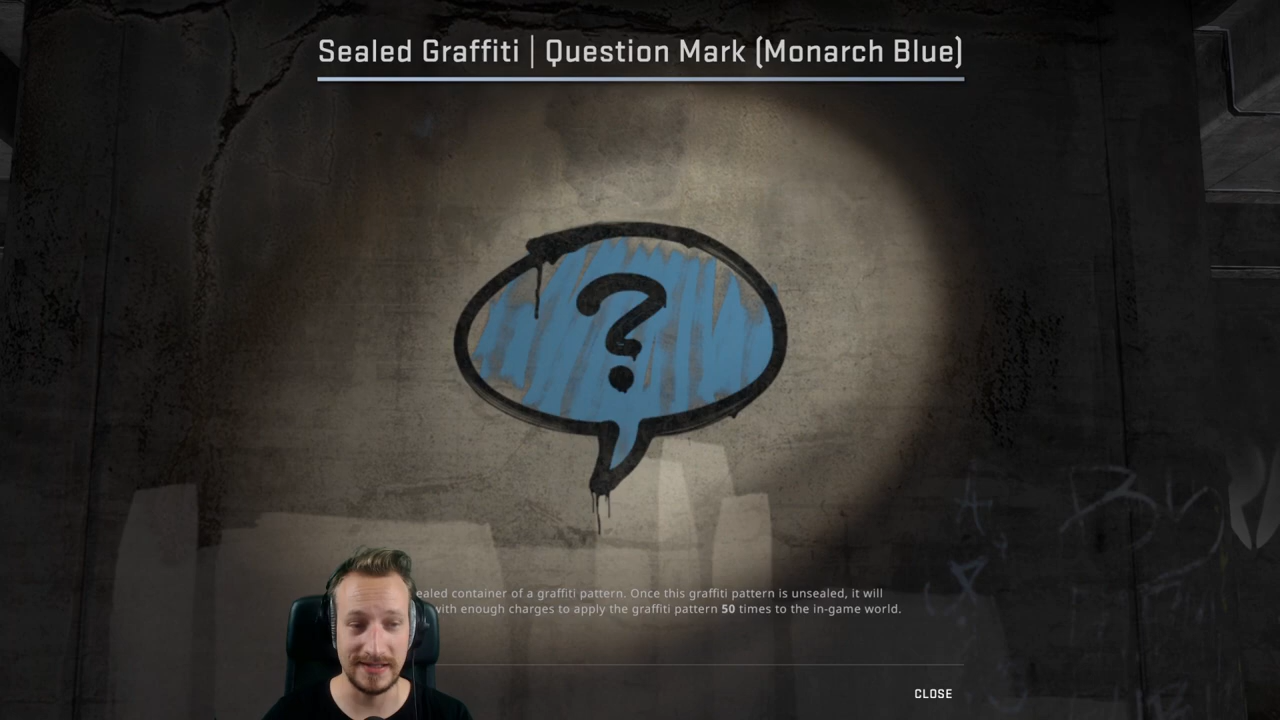 Sealed Graffiti | Question Mark (Monarch Blue)
?
ealed container of a graffiti pattern. Once this graffiti pattern is unsealed, it will
with enough charges to apply the graffiti pattern 50 times to the in-game world.
CLOSE